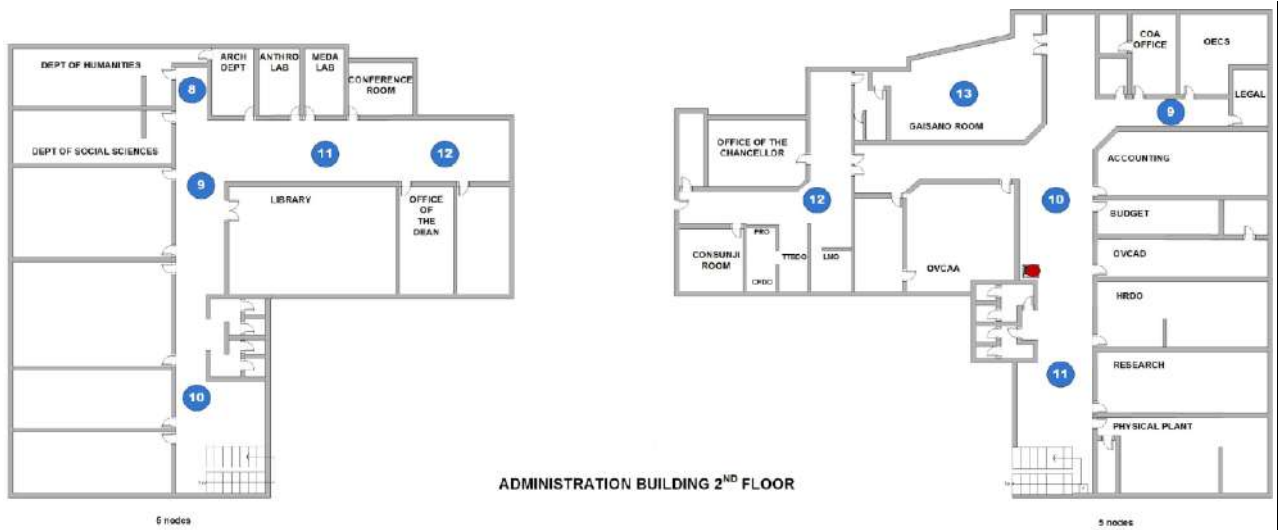 DEPT OF HUMANITIES
ARCH
DEPT
ANTHRO
LAB
MEDA
LAB
CONFERENCE
ROOM
8
DEPT OF SOCIAL SCIENCES
11
12
9
LIBRARY
OFFICE
OF
THE
DEAN
10
5 nodes
COA
OFFICE
OECS
LEGAL
13
9
GAISANO ROOM
OFFICE OF THE
CHANCELLOR
ACCOUNTING
12
10
BUDGET
PRO
CONSUNJI
ROOM
TTBDO
LMO
OVCAA
OVCAD
HRDO
11
RESEARCH
PHYSICAL PLANT
ADMINISTRATION BUILDING 2ND FLOOR
5 nodes